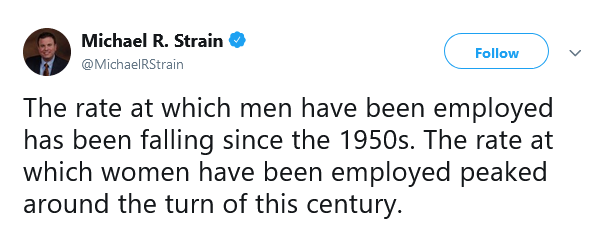 Michael R. Strain
@MichaelRStrain
Follow
The rate at which men have been employed
has been falling since the 1950s. The rate at
which women have been employed peaked
around the turn of this century.